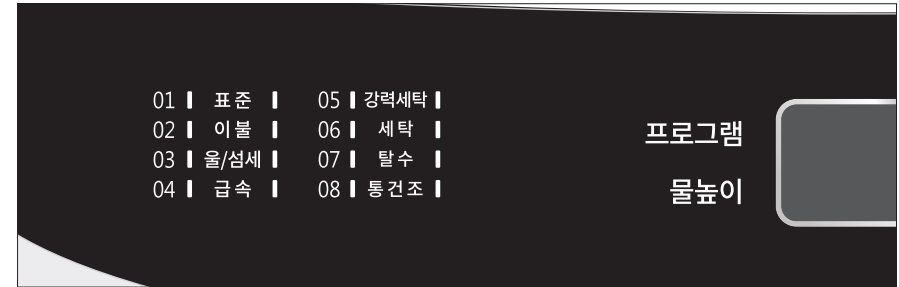 01 표준
02 이불
03 울/섬세
04 급속
05 강력세탁
06 세탁
07 탈수
08 통건조
프로그램
물높이